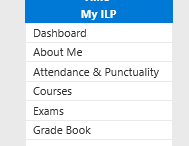 My ILP
Dashboard
About Me
Attendance & Punctuality
Courses
Exams
Grade Book